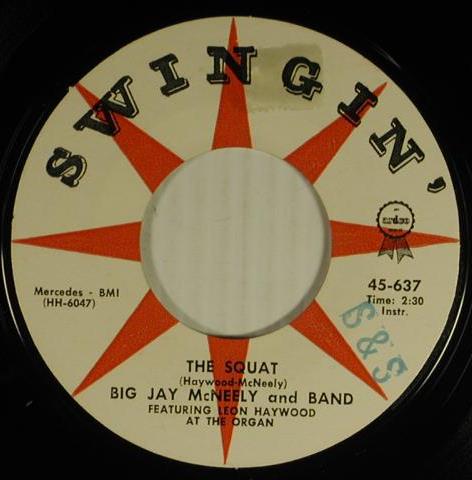 SWINGIN'
Mercedes - BMI
(HH-6047)
45-637
Time: 2:30
Instr.
THE SQUAT
(Haywood-McNeely)
BIG JAY McNEELY and BAND
FEATURING LEON HAYWOOD
AT THE ORGAN